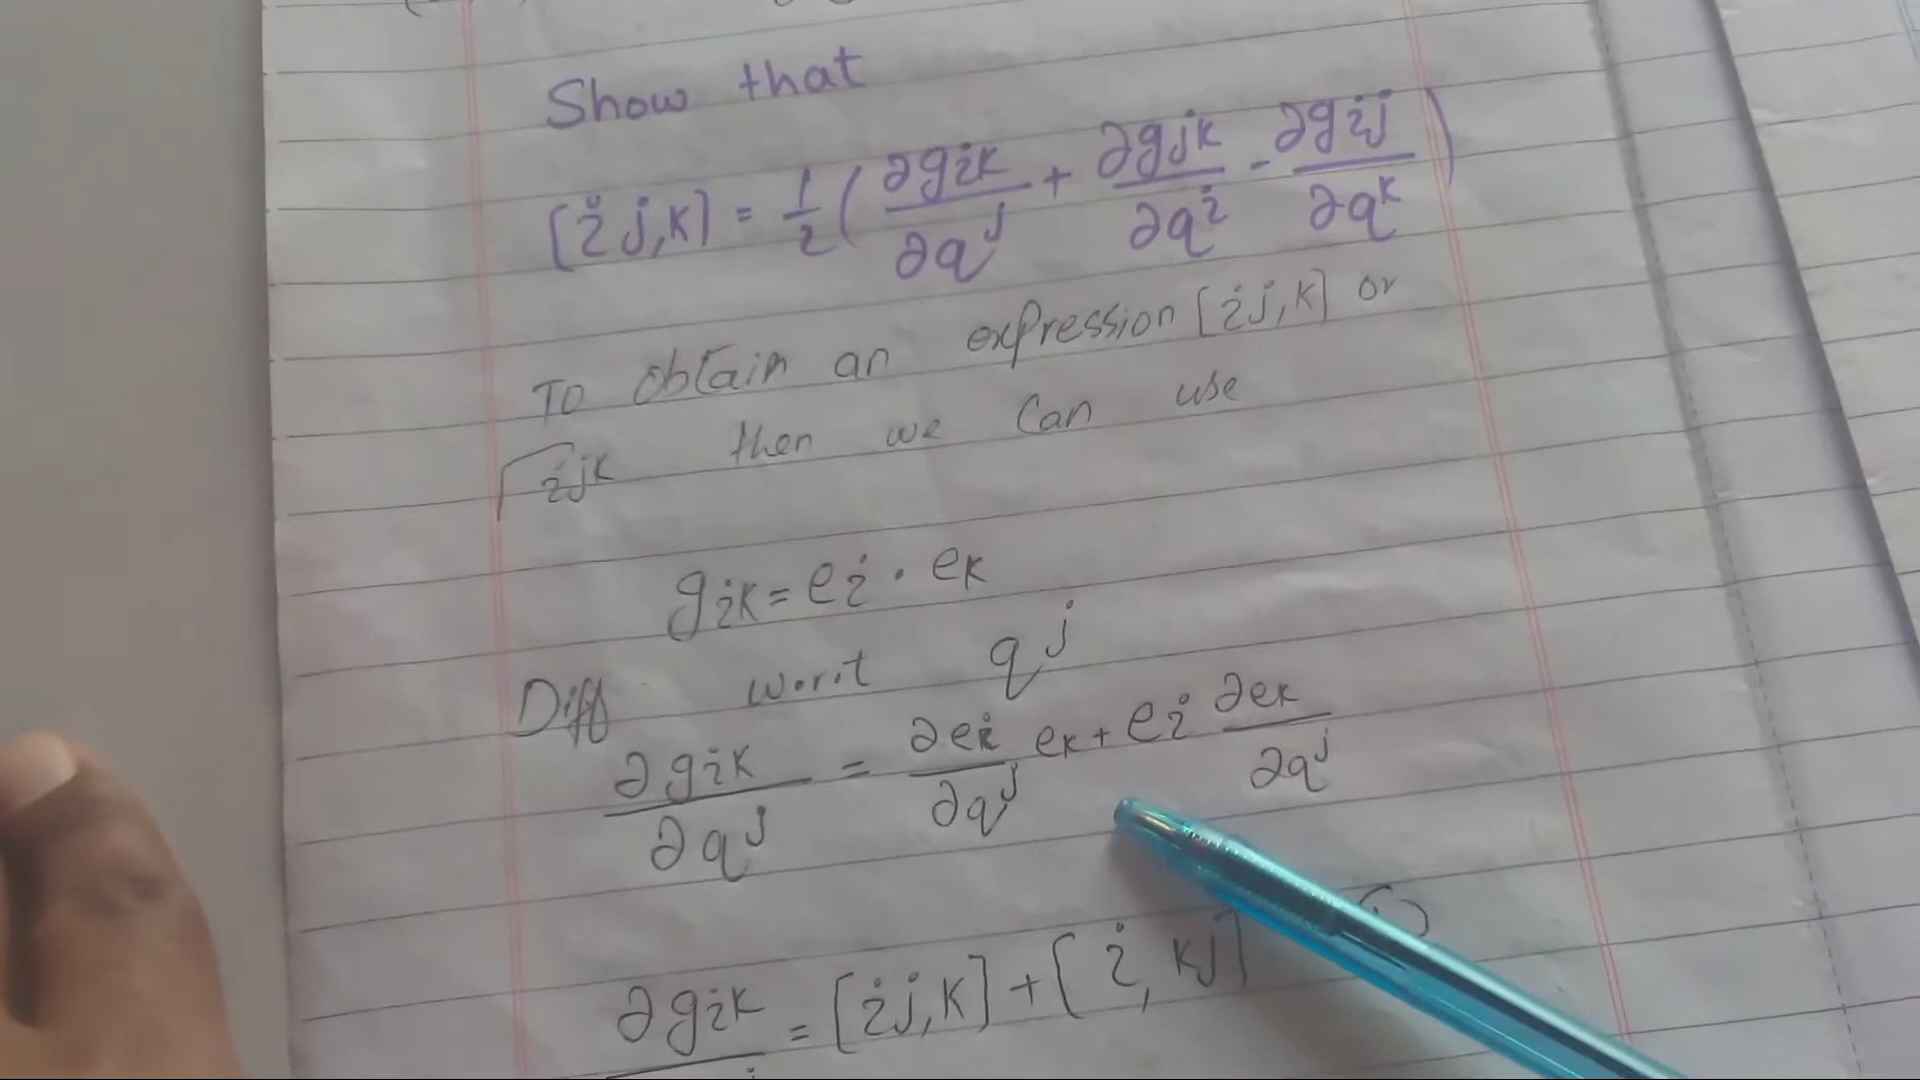 Show that
[ij,k] = 1/2 ( ∂gik/∂q^j + ∂gjk/∂q^i - ∂gij/∂q^k )
To obtain an expression [ij,k] or
Γijk then we can use
gik = ei · ek
Diff w.r.t q^j
∂gik/∂q^j = ∂ei/∂q^j ek + ei ∂ek/∂q^j
∂gik = [ij,k] + [i,kj]